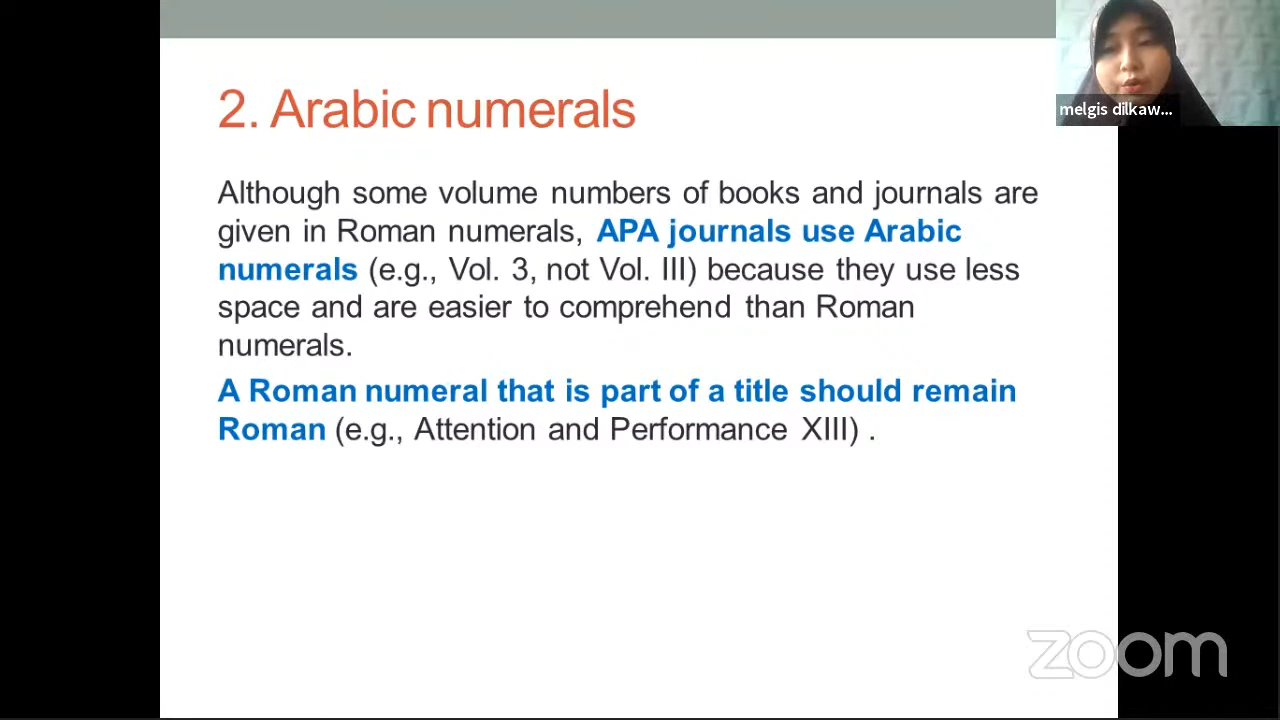 2. Arabic numerals
melgis dilkaw...
Although some volume numbers of books and journals are
given in Roman numerals, APA journals use Arabic
numerals (e.g., Vol. 3, not Vol. III) because they use less
space and are easier to comprehend than Roman
numerals.
A Roman numeral that is part of a title should remain
Roman (e.g., Attention and Performance XIII) .
zoom